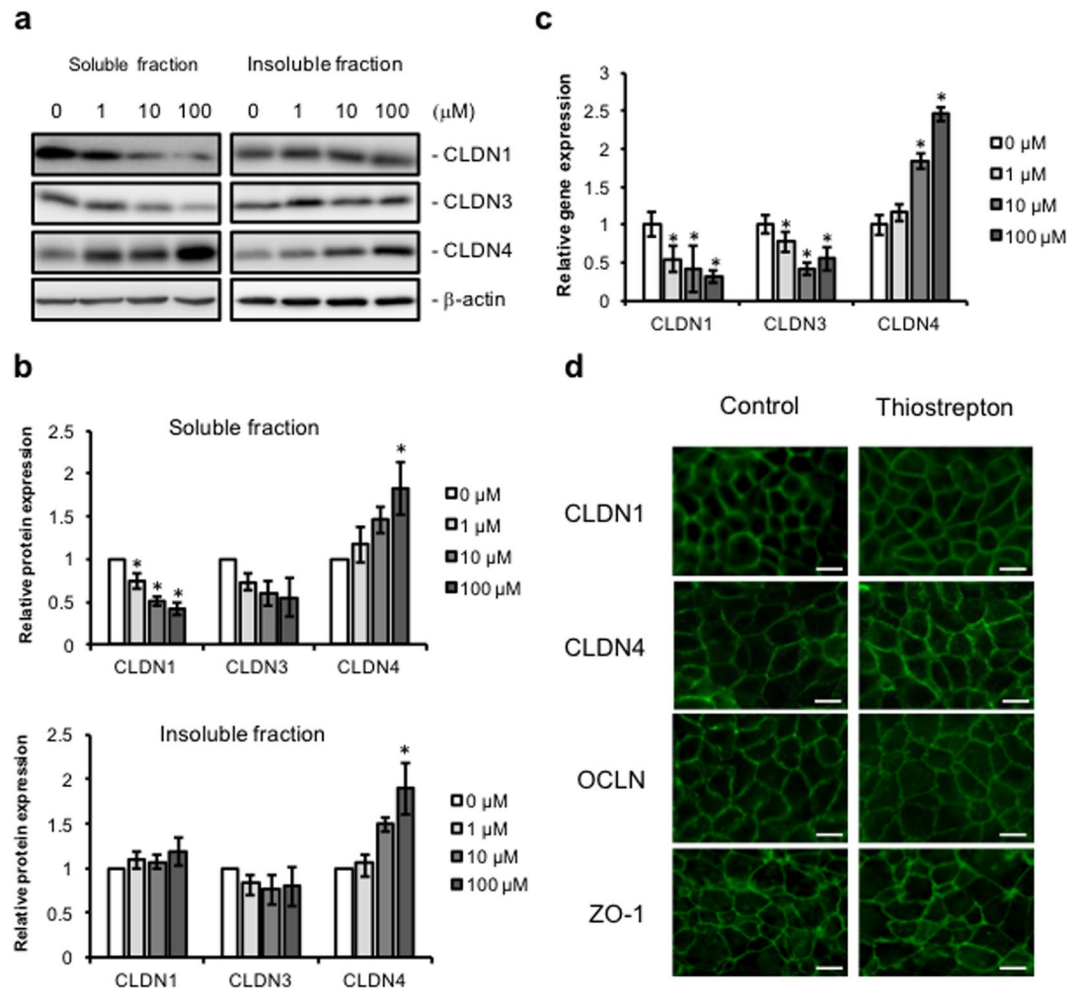 a
Soluble fraction Insoluble fraction
0 1 10 100 0 1 10 100 (μM)
- CLDN1
- CLDN3
- CLDN4
- β-actin
b
Soluble fraction
Relative protein expression
2.5
2
1.5
1
0.5
0
* * * *
CLDN1 CLDN3 CLDN4
0 μM
1 μM
10 μM
100 μM
Insoluble fraction
Relative protein expression
2.5
2
1.5
1
0.5
0
*
CLDN1 CLDN3 CLDN4
0 μM
1 μM
10 μM
100 μM
c
Relative gene expression
3
2.5
2
1.5
1
0.5
0
* * * * * * * *
CLDN1 CLDN3 CLDN4
0 μM
1 μM
10 μM
100 μM
d
Control Thiostrepton
CLDN1
CLDN4
OCLN
ZO-1